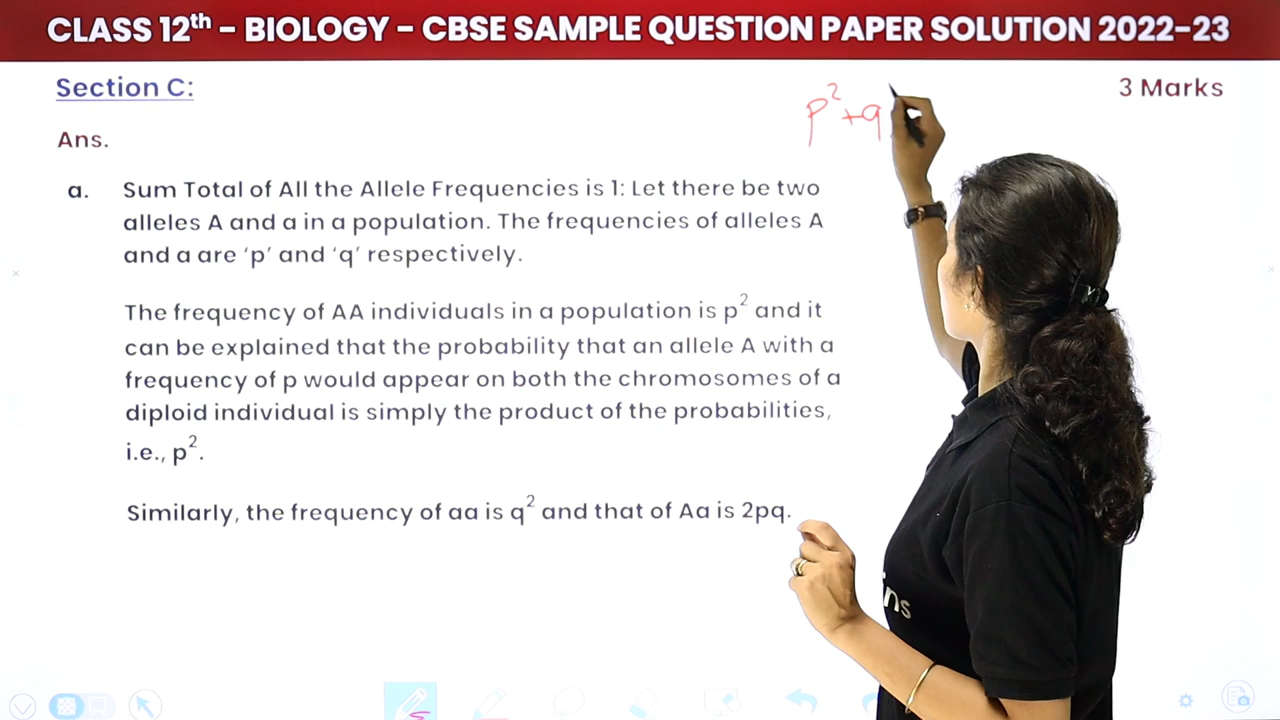 CLASS 12th – BIOLOGY – CBSE SAMPLE QUESTION PAPER SOLUTION 2022–23
Section C:
3 Marks
p² + q
Ans.
a. Sum Total of All the Allele Frequencies is 1: Let there be two
alleles A and a in a population. The frequencies of alleles A
and a are ‘p’ and ‘q’ respectively.
The frequency of AA individuals in a population is p² and it
can be explained that the probability that an allele A with a
frequency of p would appear on both the chromosomes of a
diploid individual is simply the product of the probabilities,
i.e., p².
Similarly, the frequency of aa is q² and that of Aa is 2pq.